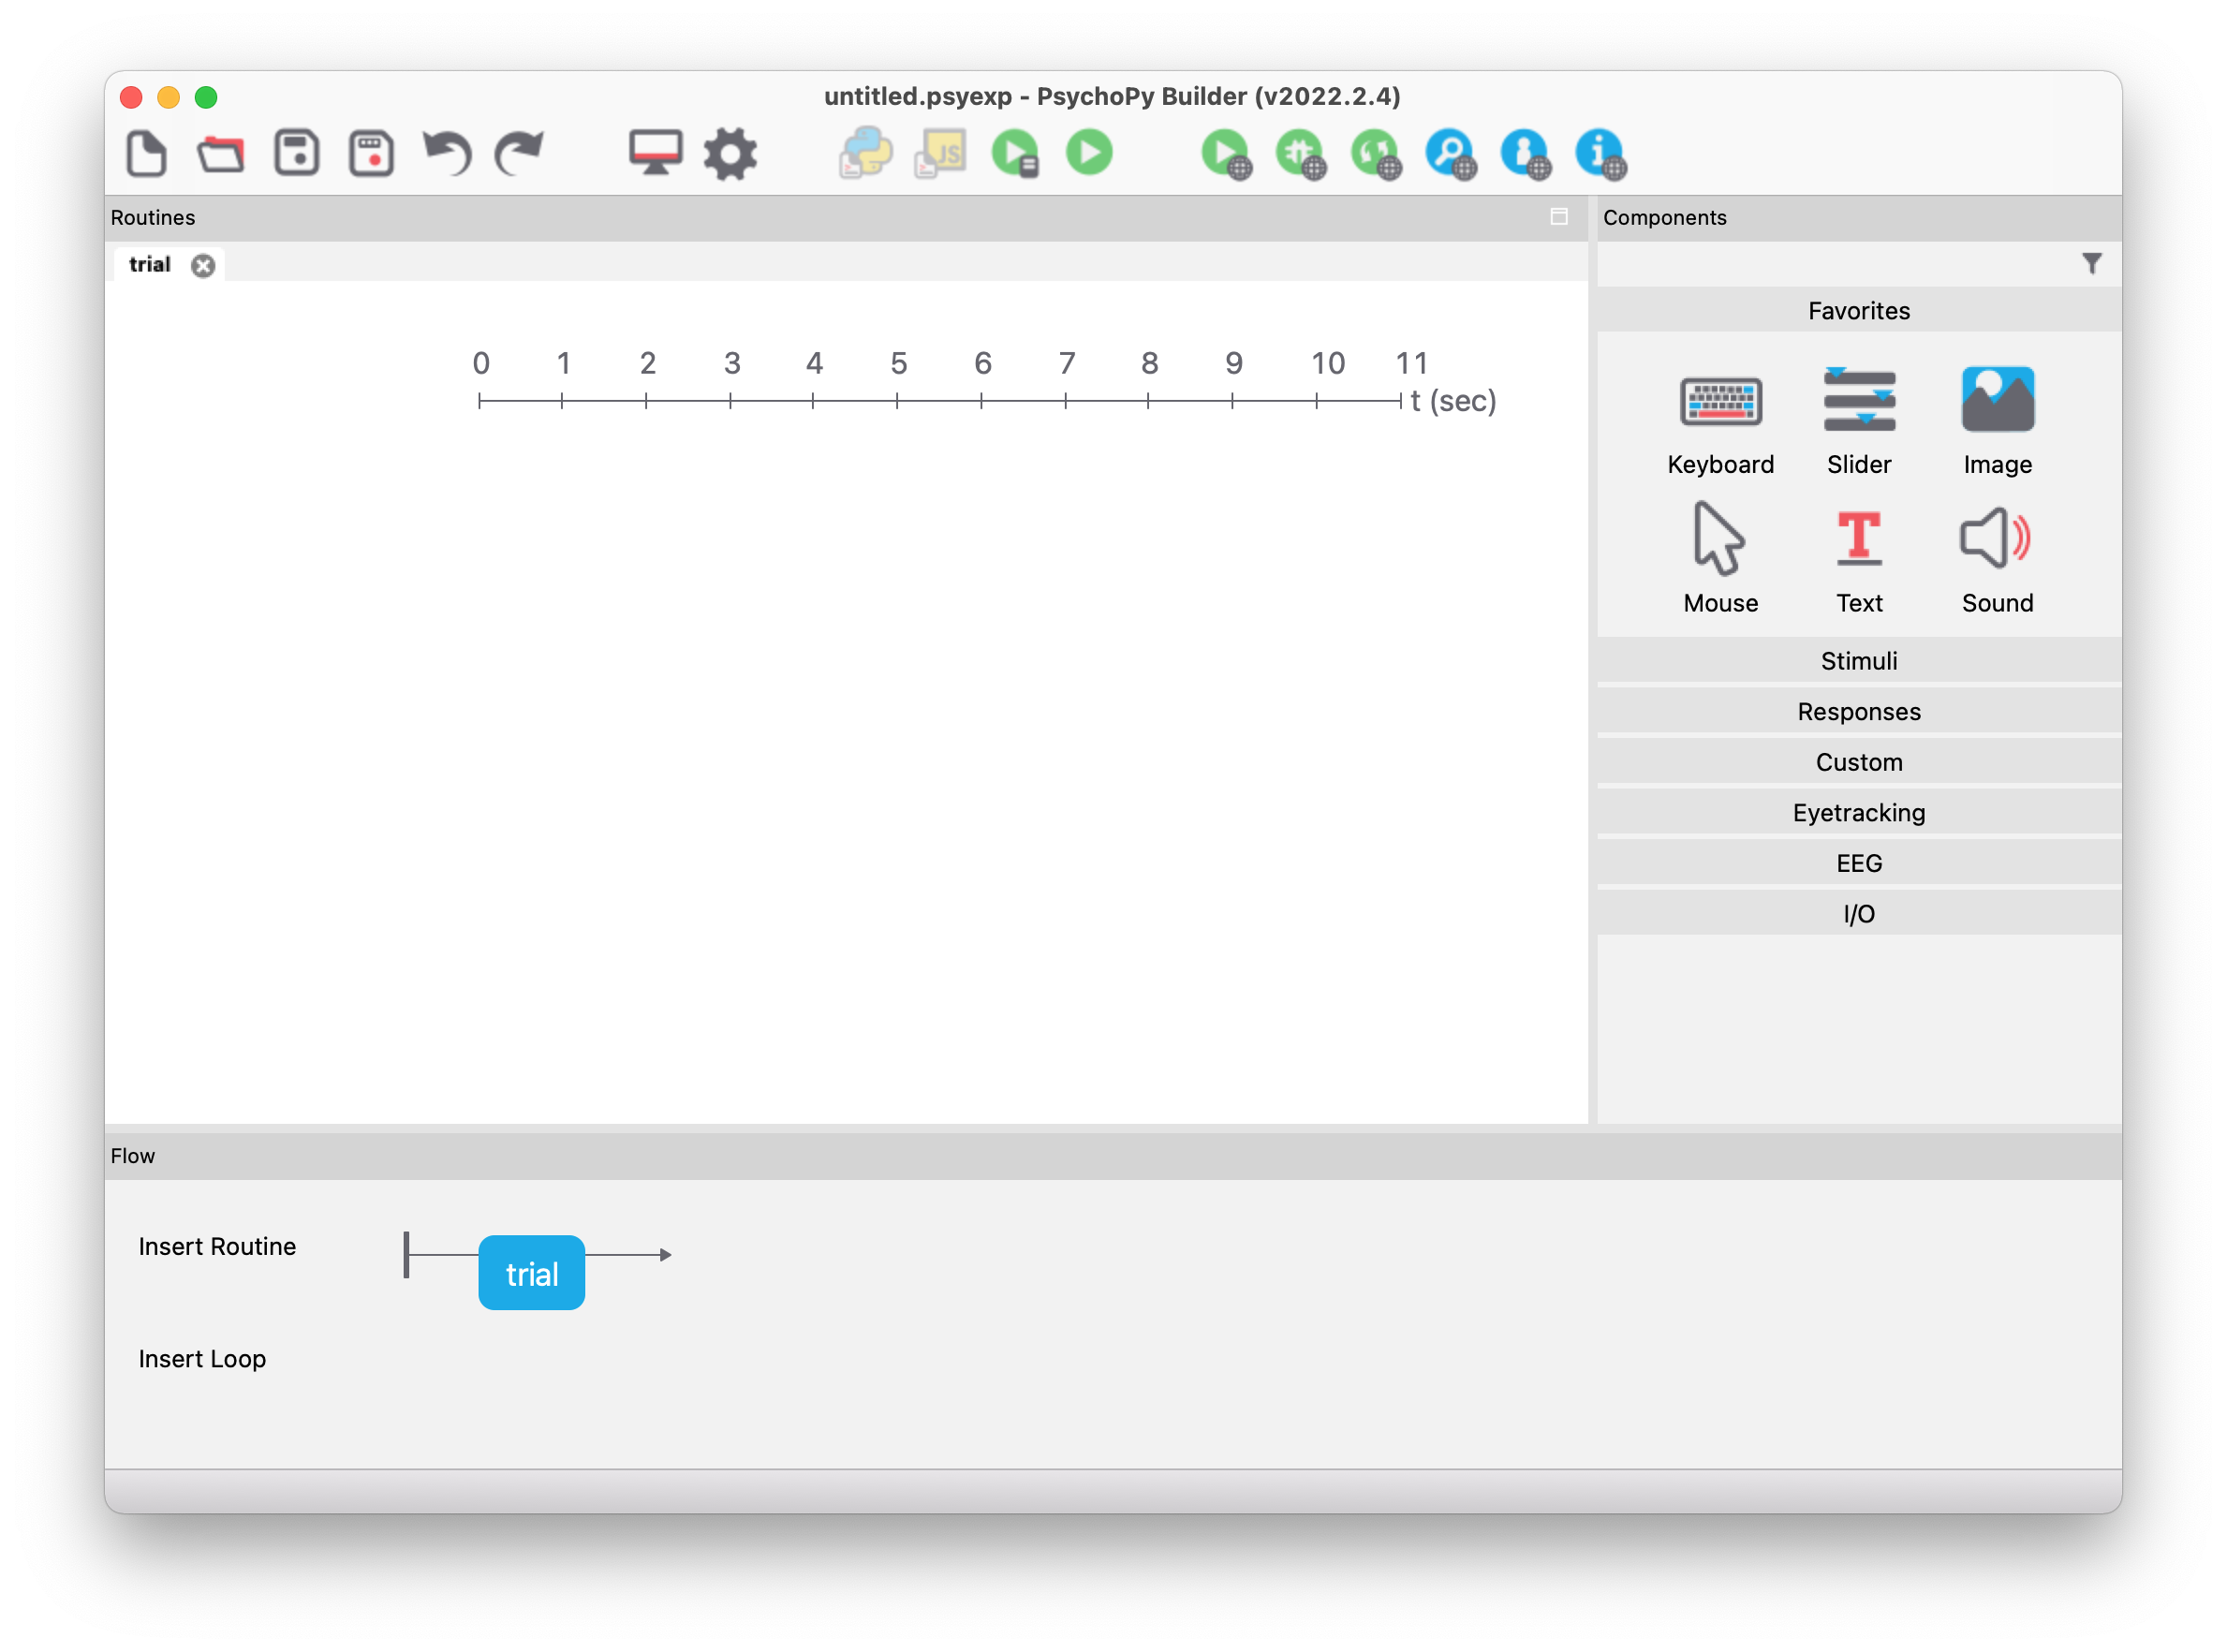 untitled.psyexp - PsychoPy Builder (v2022.2.4)
JS
Routines
Components
trial
Favorites
0 1 2 3 4 5 6 7 8 9 10 11
t (sec)
Keyboard Slider Image
Mouse Text Sound
Stimuli
Responses
Custom
Eyetracking
EEG
I/O
Flow
Insert Routine
trial
Insert Loop